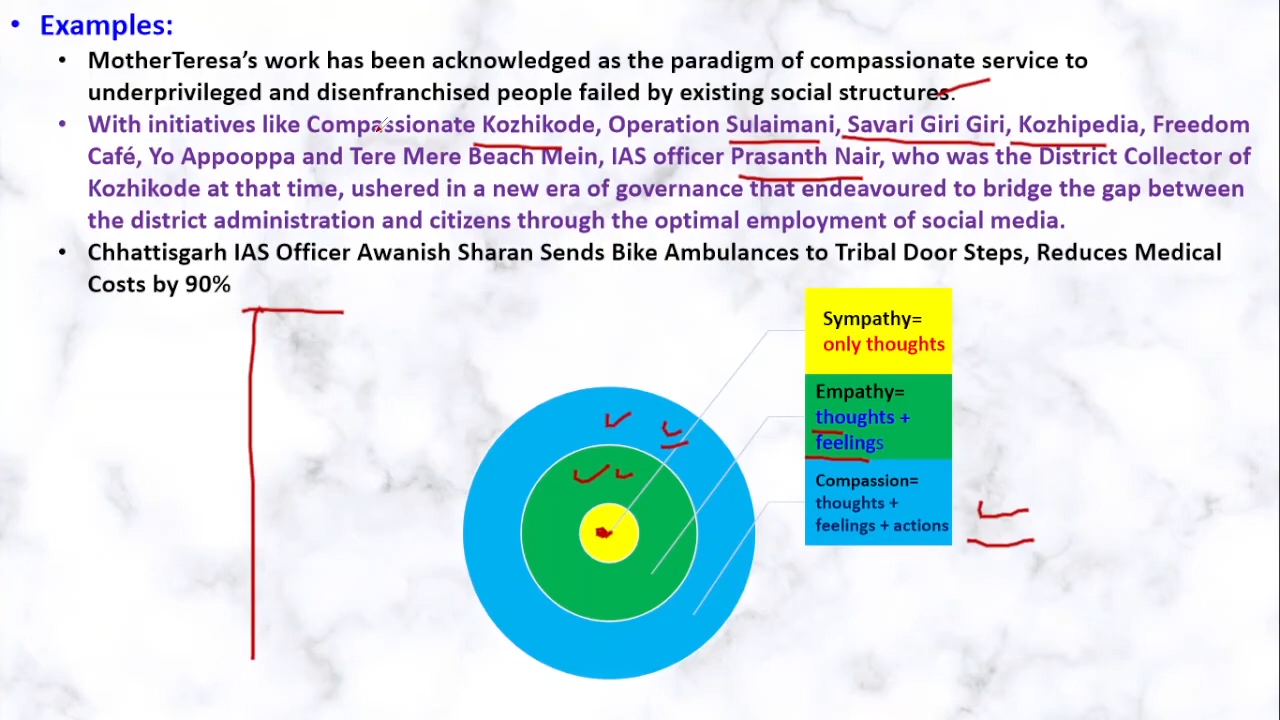 • Examples:
• MotherTeresa’s work has been acknowledged as the paradigm of compassionate service to
underprivileged and disenfranchised people failed by existing social structures.
• With initiatives like Compassionate Kozhikode, Operation Sulaimani, Savari Giri Giri, Kozhipedia, Freedom
Café, Yo Appooppa and Tere Mere Beach Mein, IAS officer Prasanth Nair, who was the District Collector of
Kozhikode at that time, ushered in a new era of governance that endeavoured to bridge the gap between
the district administration and citizens through the optimal employment of social media.
• Chhattisgarh IAS Officer Awanish Sharan Sends Bike Ambulances to Tribal Door Steps, Reduces Medical
Costs by 90%
Sympathy=
only thoughts
Empathy=
thoughts +
feelings
Compassion=
thoughts +
feelings + actions